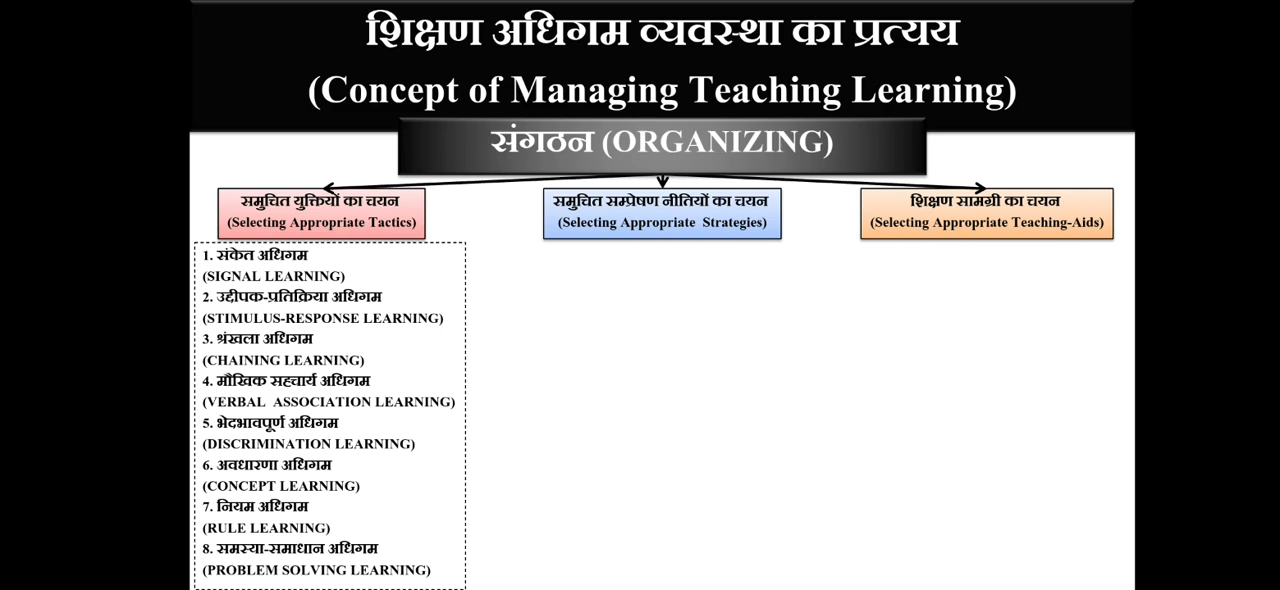 शिक्षण अधिगम व्यवस्था का प्रत्यय
(Concept of Managing Teaching Learning)
संगठन (ORGANIZING)
समुचित युक्तियों का चयन
(Selecting Appropriate Tactics)
समुचित सम्प्रेषण नीतियों का चयन
(Selecting Appropriate Strategies)
शिक्षण सामग्री का चयन
(Selecting Appropriate Teaching-Aids)
1. संकेत अधिगम
(SIGNAL LEARNING)
2. उद्दीपक-प्रतिक्रिया अधिगम
(STIMULUS-RESPONSE LEARNING)
3. श्रंखला अधिगम
(CHAINING LEARNING)
4. मौखिक सह्चार्य अधिगम
(VERBAL ASSOCIATION LEARNING)
5. भेदभावपूर्ण अधिगम
(DISCRIMINATION LEARNING)
6. अवधारणा अधिगम
(CONCEPT LEARNING)
7. नियम अधिगम
(RULE LEARNING)
8. समस्या-समाधान अधिगम
(PROBLEM SOLVING LEARNING)